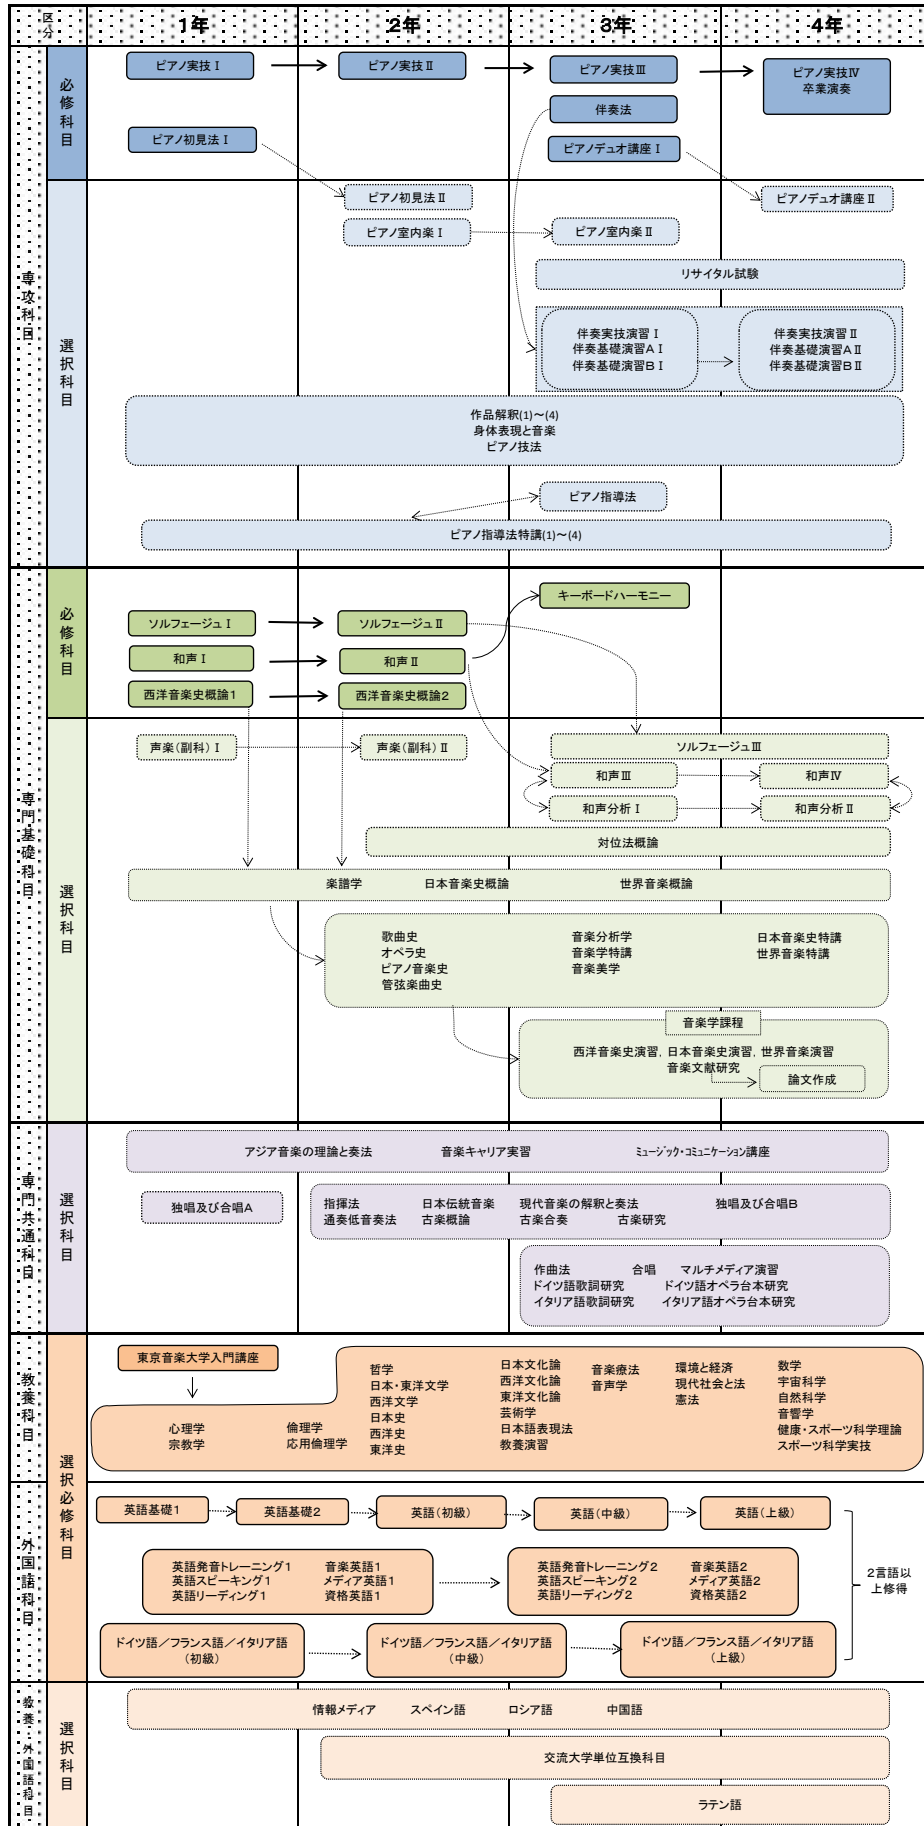 区分
1年
2年
3年
4年
専攻科目
必修科目
ピアノ実技Ⅰ
ピアノ実技Ⅱ
ピアノ実技Ⅲ
ピアノ実技Ⅳ
卒業演奏
伴奏法
ピアノ初見法Ⅰ
ピアノデュオ講座Ⅰ
選択科目
ピアノ初見法Ⅱ
ピアノデュオ講座Ⅱ
ピアノ室内楽Ⅰ
ピアノ室内楽Ⅱ
リサイタル試験
伴奏実技演習Ⅰ
伴奏基礎演習AⅠ
伴奏基礎演習BⅠ
伴奏実技演習Ⅱ
伴奏基礎演習AⅡ
伴奏基礎演習BⅡ
作品解釈(1)～(4)
身体表現と音楽
ピアノ技法
ピアノ指導法
ピアノ指導法特講(1)～(4)
専門基礎科目
必修科目
キーボードハーモニー
ソルフェージュⅠ
ソルフェージュⅡ
和声Ⅰ
和声Ⅱ
西洋音楽史概論1
西洋音楽史概論2
選択科目
声楽(副科)Ⅰ
声楽(副科)Ⅱ
ソルフェージュⅢ
和声Ⅲ
和声Ⅳ
和声分析Ⅰ
和声分析Ⅱ
対位法概論
楽譜学
日本音楽史概論
世界音楽概論
歌曲史
オペラ史
ピアノ音楽史
管弦楽曲史
音楽分析学
音楽学特講
音楽美学
日本音楽史特講
世界音楽特講
音楽学課程
西洋音楽史演習, 日本音楽史演習, 世界音楽演習
音楽文献研究
論文作成
専門共通科目
選択科目
アジア音楽の理論と奏法
音楽キャリア実習
ミュージック・コミュニケーション講座
独唱及び合唱A
指揮法
日本伝統音楽
現代音楽の解釈と奏法
独唱及び合唱B
通奏低音奏法
古楽概論
古楽合奏
古楽研究
作曲法
合唱
マルチメディア演習
ドイツ語歌詞研究
ドイツ語オペラ台本研究
イタリア語歌詞研究
イタリア語オペラ台本研究
教養科目
選択必修科目
東京音楽大学入門講座
心理学
宗教学
倫理学
応用倫理学
哲学
日本・東洋文学
西洋文学
日本史
西洋史
東洋史
日本文化論
西洋文化論
東洋文化論
芸術学
日本語表現法
教養演習
音楽療法
音声学
環境と経済
現代社会と法
憲法
数学
宇宙科学
自然科学
音響学
健康・スポーツ科学理論
スポーツ科学実技
外国語科目
英語基礎1
英語基礎2
英語(初級)
英語(中級)
英語(上級)
英語発音トレーニング1
音楽英語1
英語スピーキング1
メディア英語1
英語リーディング1
資格英語1
英語発音トレーニング2
音楽英語2
英語スピーキング2
メディア英語2
英語リーディング2
資格英語2
2言語以
上修得
ドイツ語／フランス語／イタリア語
(初級)
ドイツ語／フランス語／イタリア語
(中級)
ドイツ語／フランス語／イタリア語
(上級)
教養・外国語科目
選択科目
情報メディア
スペイン語
ロシア語
中国語
交流大学単位互換科目
ラテン語